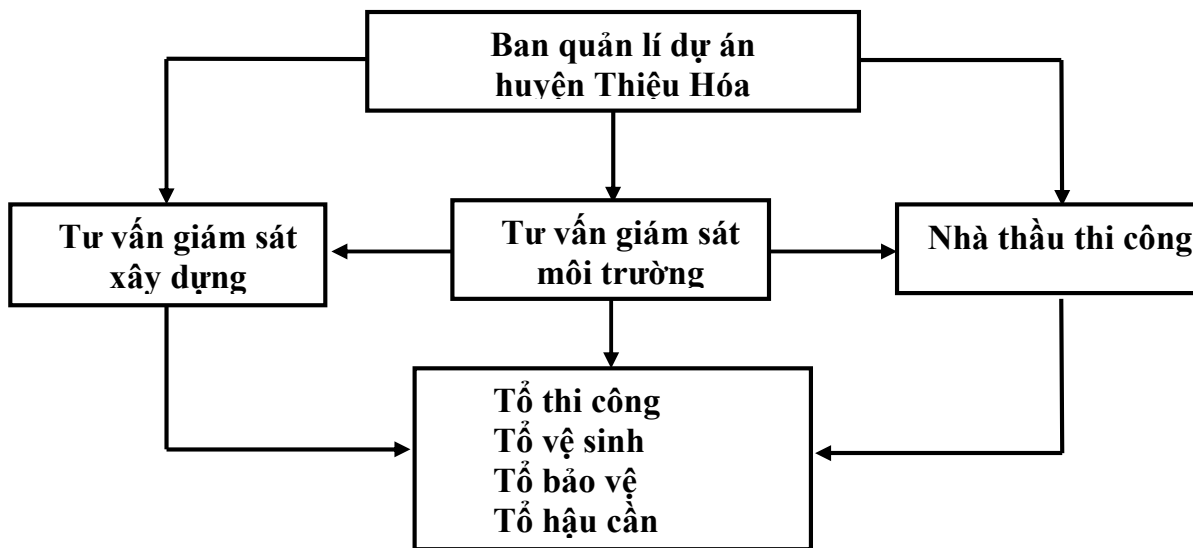 Ban quản lí dự án
huyện Thiệu Hóa
Tư vấn giám sát
xây dựng
Tư vấn giám sát
môi trường
Nhà thầu thi công
Tổ thi công
Tổ vệ sinh
Tổ bảo vệ
Tổ hậu cần